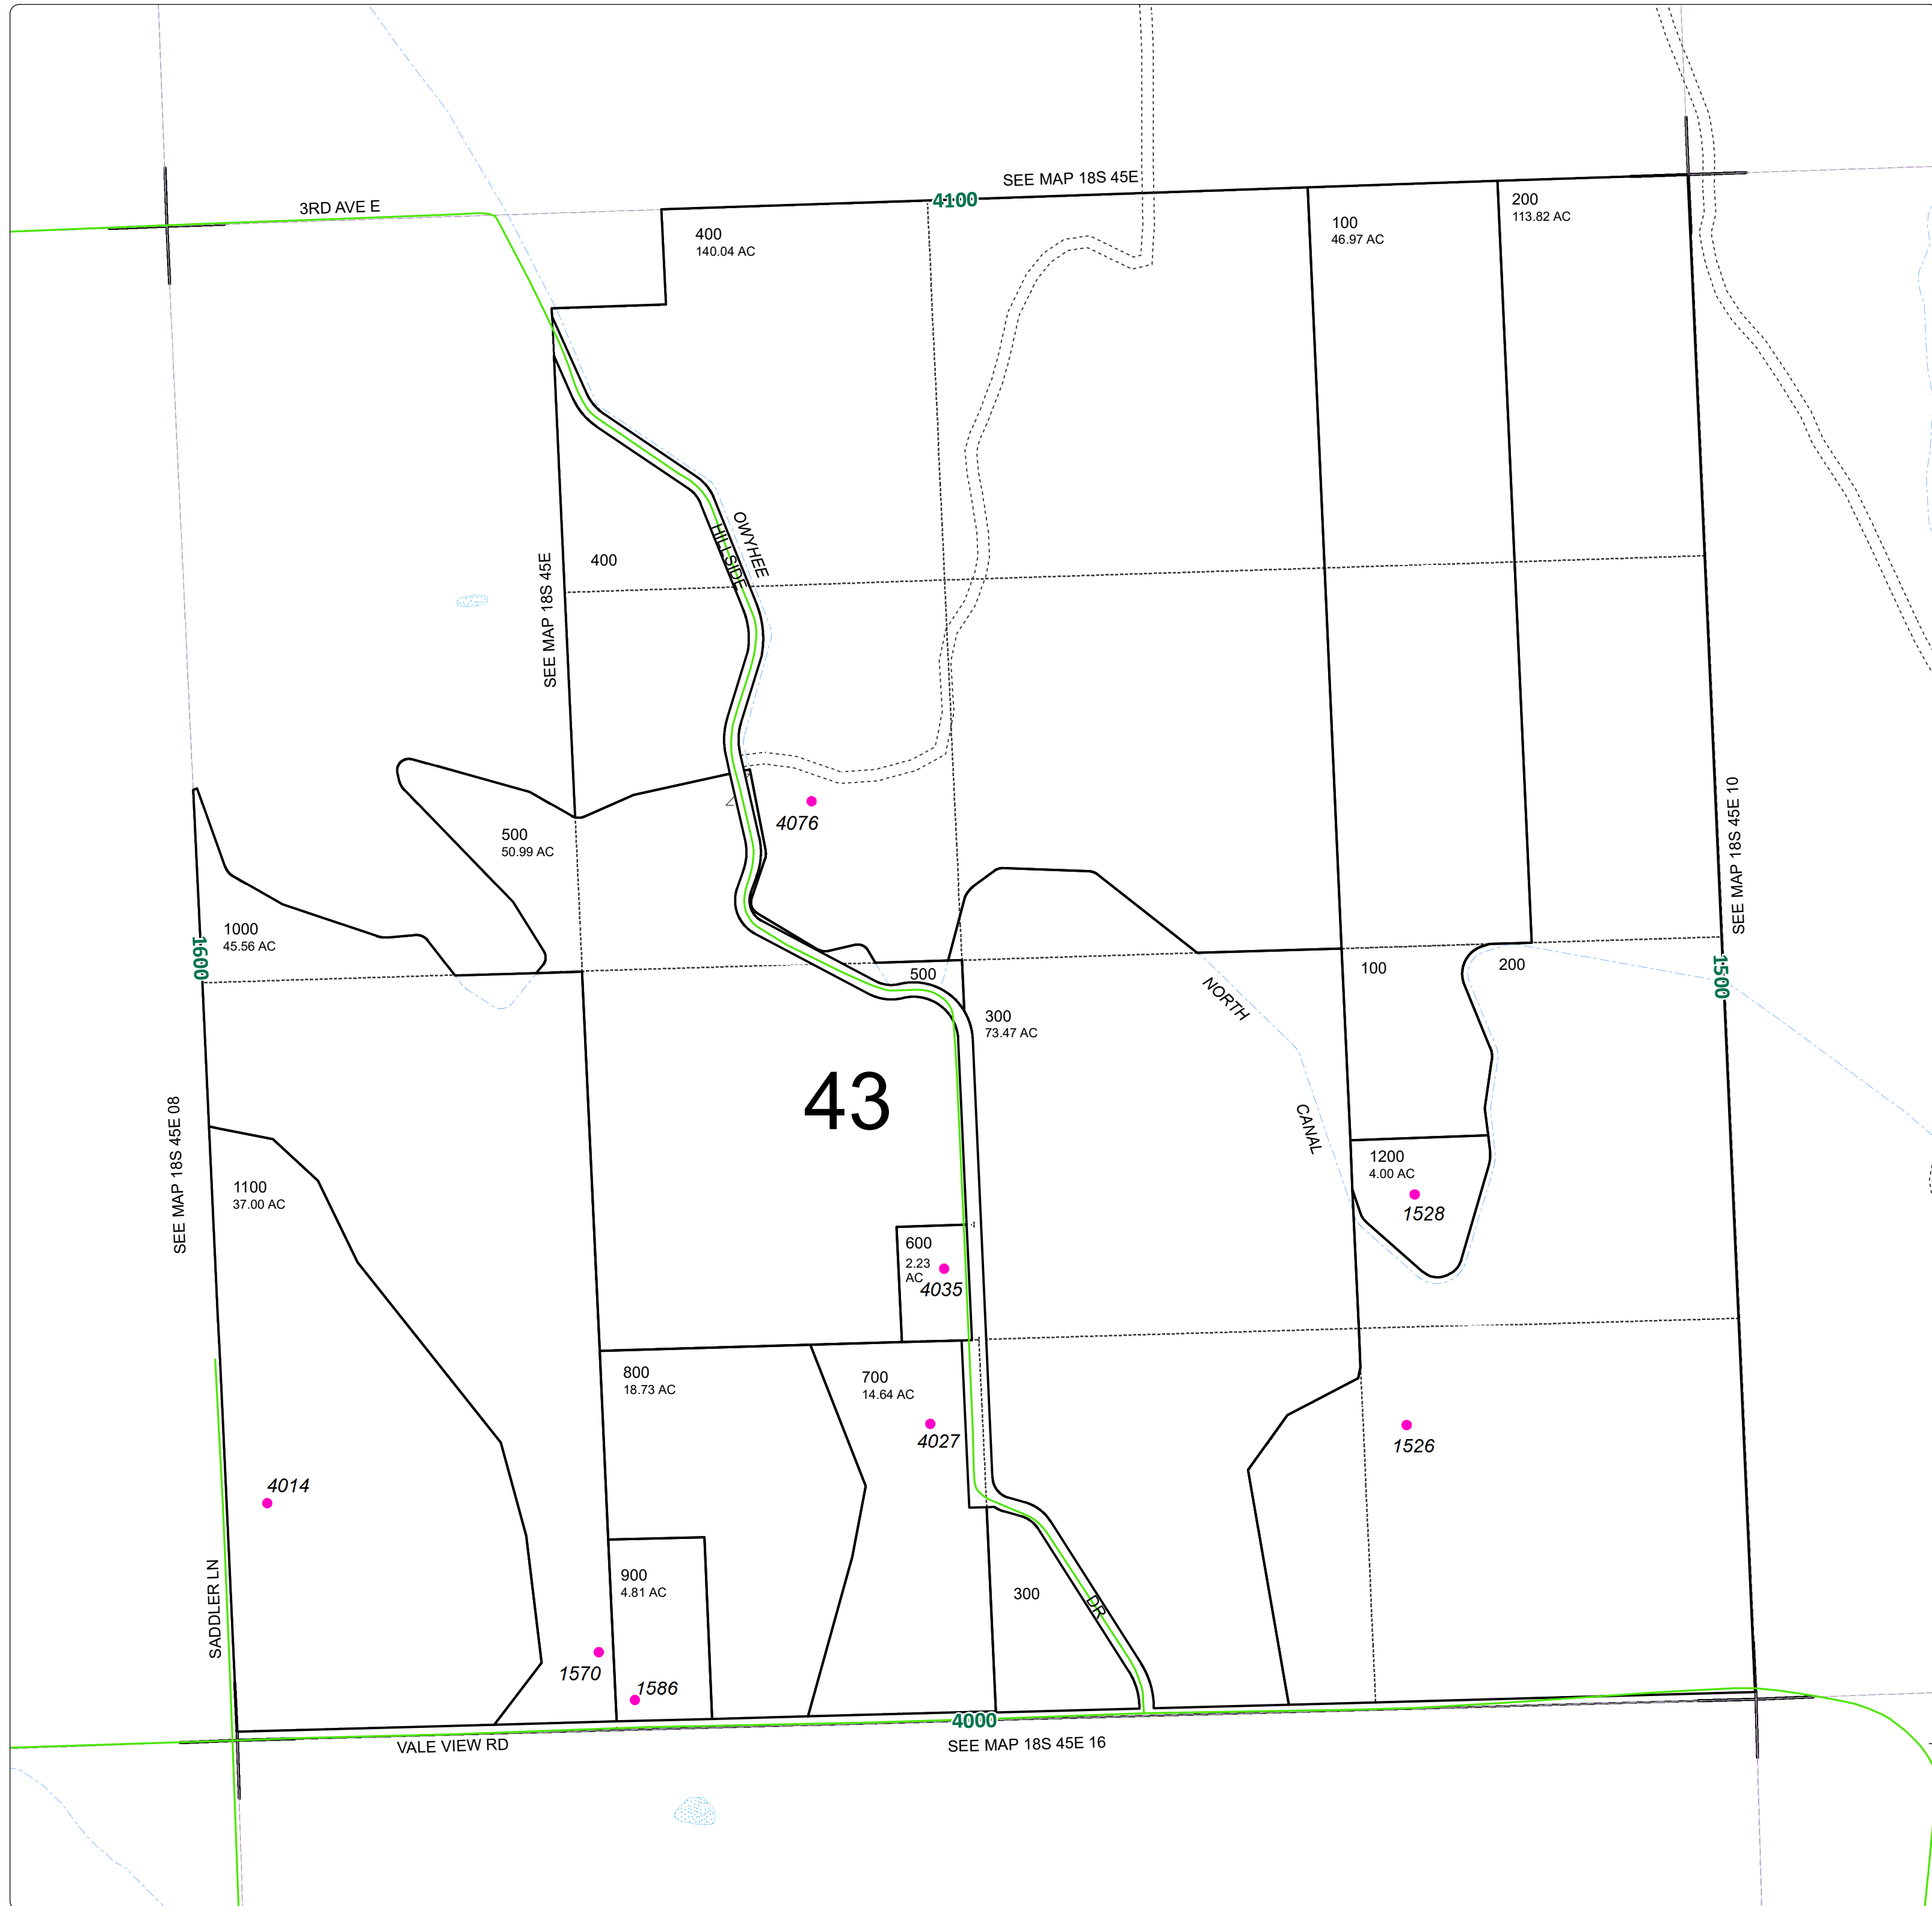 SEE MAP 18S 45E
4100
3RD AVE E
200
113.82 AC
100
46.97 AC
400
140.04 AC
OWYHEE
HILLSIDE
400
SEE MAP 18S 45E
4076
500
50.99 AC
SEE MAP 18S 45E 10
1000
45.56 AC
1600
500
100
200
1500
NORTH
300
73.47 AC
43
CANAL
SEE MAP 18S 45E 08
1100
37.00 AC
1200
4.00 AC
1528
600
2.23
AC
4035
800
18.73 AC
700
14.64 AC
4027
1526
4014
SADDLER LN
900
4.81 AC
300
DR
1570
1586
4000
VALE VIEW RD
SEE MAP 18S 45E 16